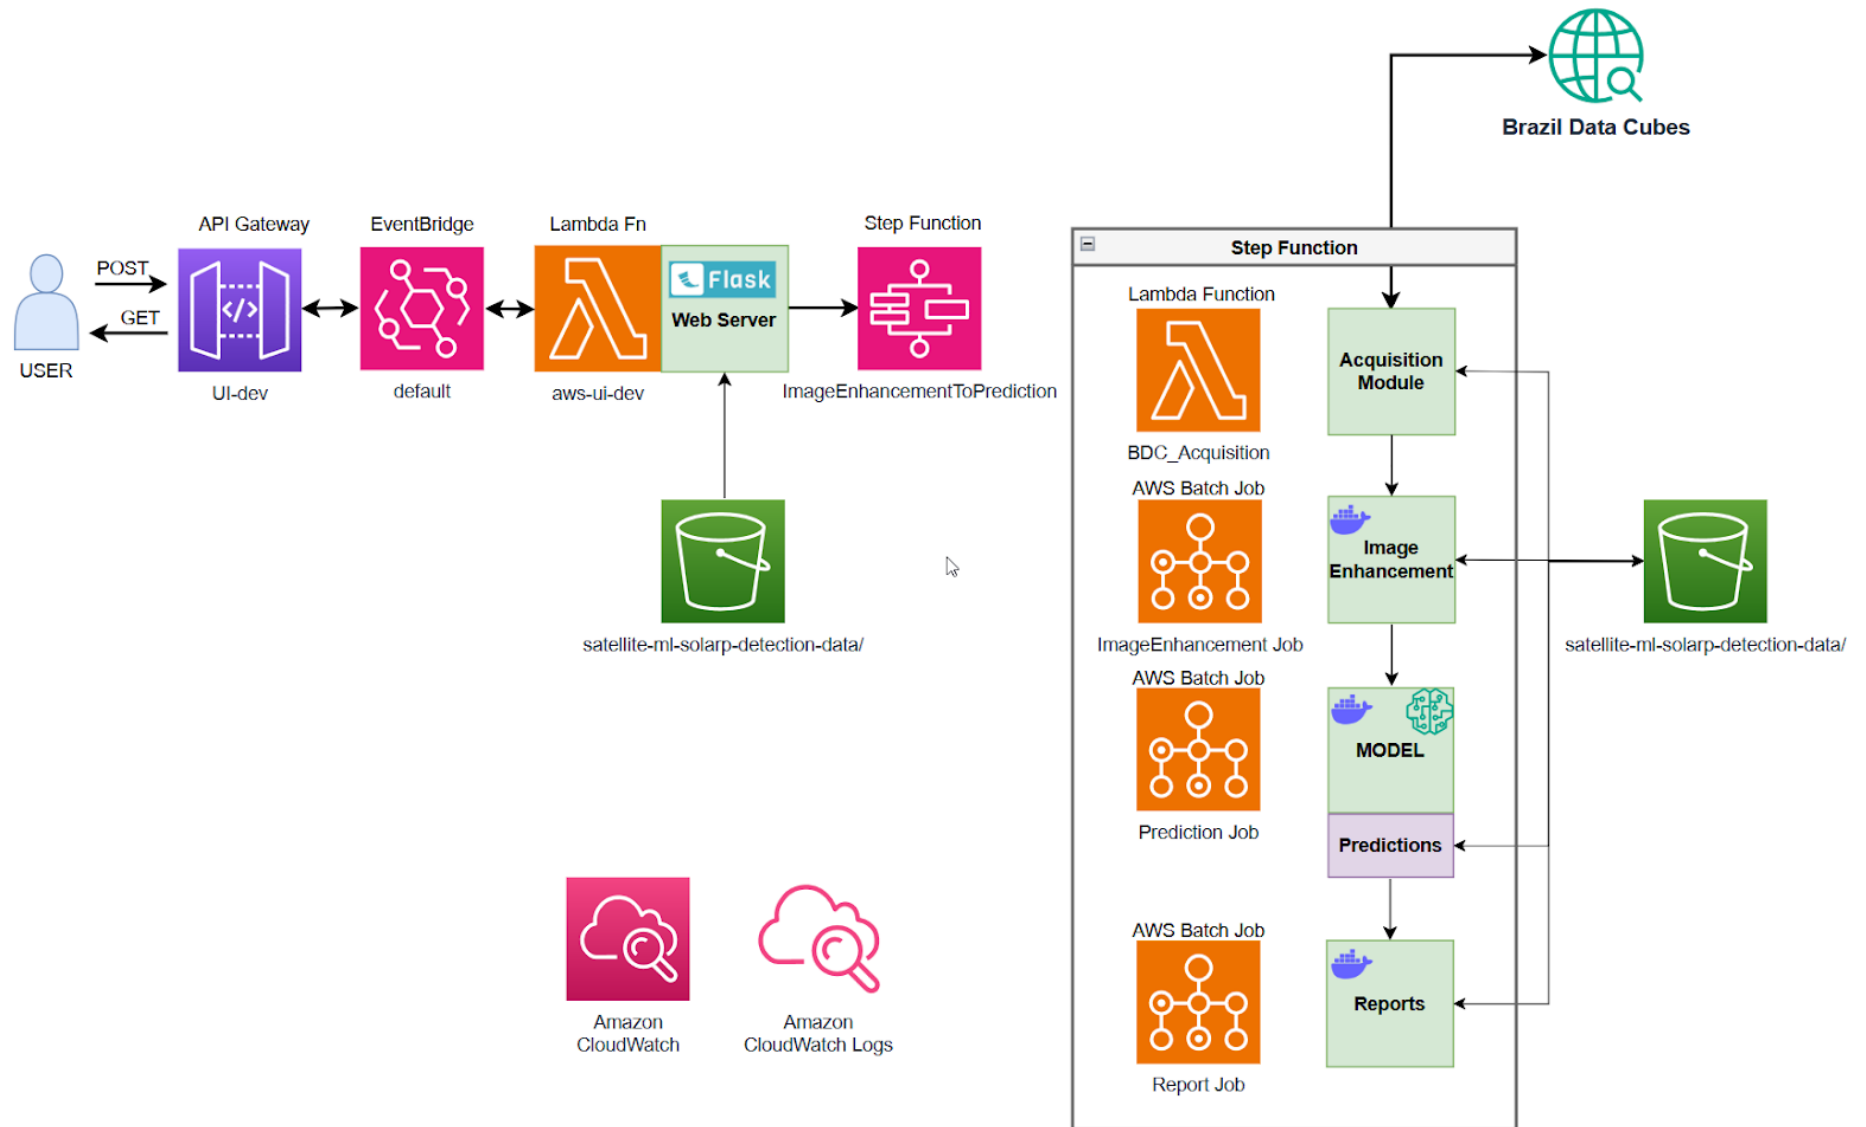 Brazil Data Cubes
API Gateway
EventBridge
Lambda Fn
Step Function
POST
GET
USER
</>
Flask
Web Server
UI-dev
default
aws-ui-dev
ImageEnhancementToPrediction
satellite-ml-solarp-detection-data/
Amazon
CloudWatch
Amazon
CloudWatch Logs
Step Function
Lambda Function
BDC_Acquisition
Acquisition
Module
AWS Batch Job
ImageEnhancement Job
Image
Enhancement
AWS Batch Job
Prediction Job
MODEL
Predictions
AWS Batch Job
Report Job
Reports
satellite-ml-solarp-detection-data/